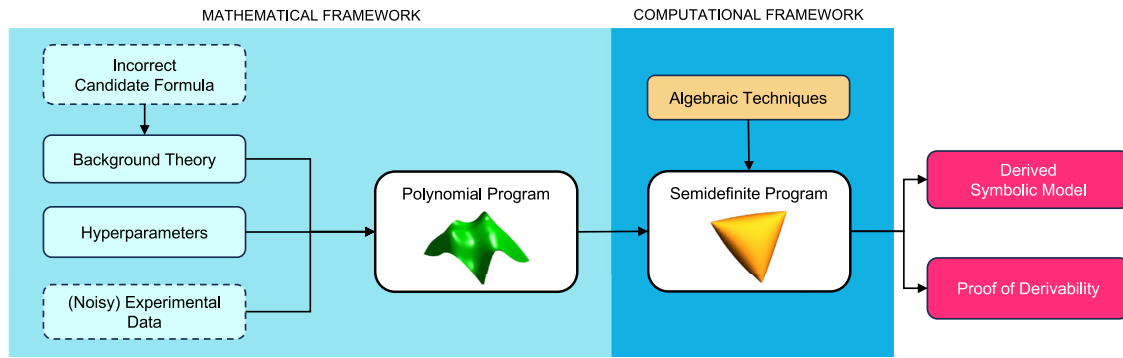 MATHEMATICAL FRAMEWORK
COMPUTATIONAL FRAMEWORK
Incorrect
Candidate Formula
Background Theory
Hyperparameters
(Noisy) Experimental
Data
Polynomial Program
Algebraic Techniques
Semidefinite Program
Derived
Symbolic Model
Proof of Derivability